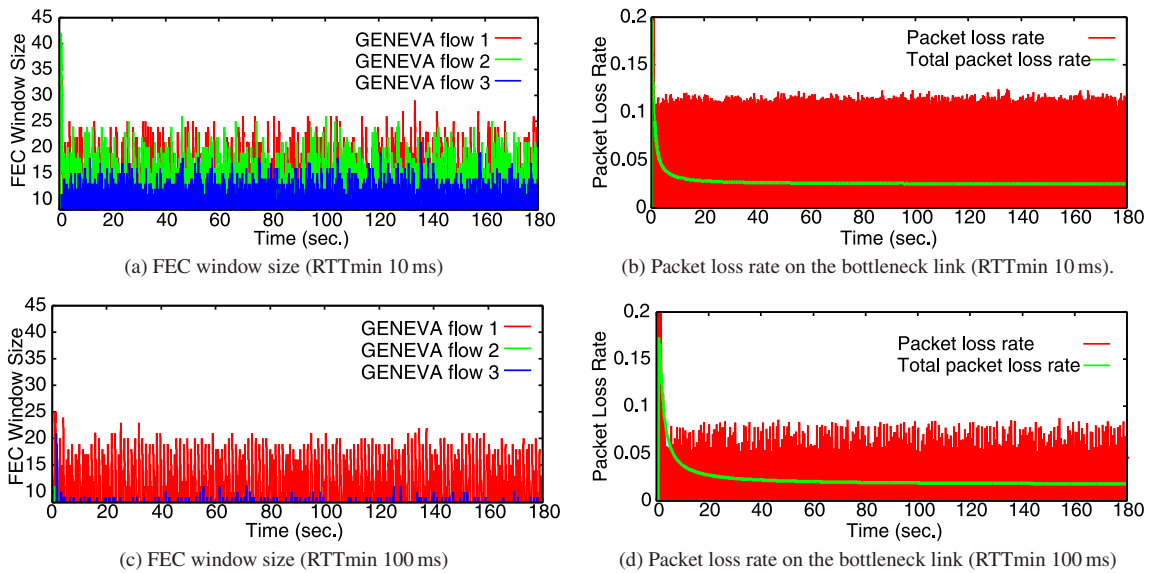 45
40
35
30
25
20
15
10
FEC Window Size
GENEVA flow 1
GENEVA flow 2
GENEVA flow 3
0 20 40 60 80 100 120 140 160 180
Time (sec.)
(a) FEC window size (RTTmin 10 ms)
0.2
0.15
0.1
0.05
0
Packet Loss Rate
Packet loss rate
Total packet loss rate
0 20 40 60 80 100 120 140 160 180
Time (sec.)
(b) Packet loss rate on the bottleneck link (RTTmin 10 ms).
45
40
35
30
25
20
15
10
FEC Window Size
GENEVA flow 1
GENEVA flow 2
GENEVA flow 3
0 20 40 60 80 100 120 140 160 180
Time (sec.)
(c) FEC window size (RTTmin 100 ms)
0.2
0.15
0.1
0.05
0
Packet Loss Rate
Packet loss rate
Total packet loss rate
0 20 40 60 80 100 120 140 160 180
Time (sec.)
(d) Packet loss rate on the bottleneck link (RTTmin 100 ms)